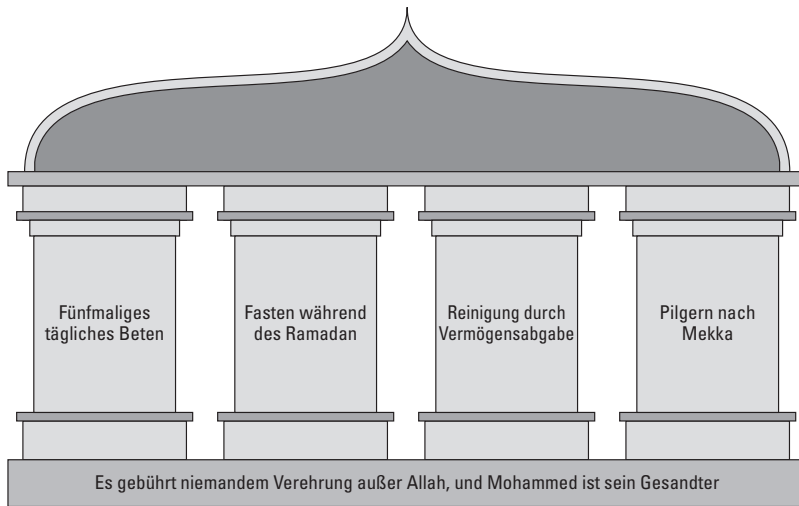 Fünfmaliges
tägliches Beten
Fasten während
des Ramadan
Reinigung durch
Vermögensabgabe
Pilgern nach
Mekka
Es gebührt niemandem Verehrung außer Allah, und Mohammed ist sein Gesandter